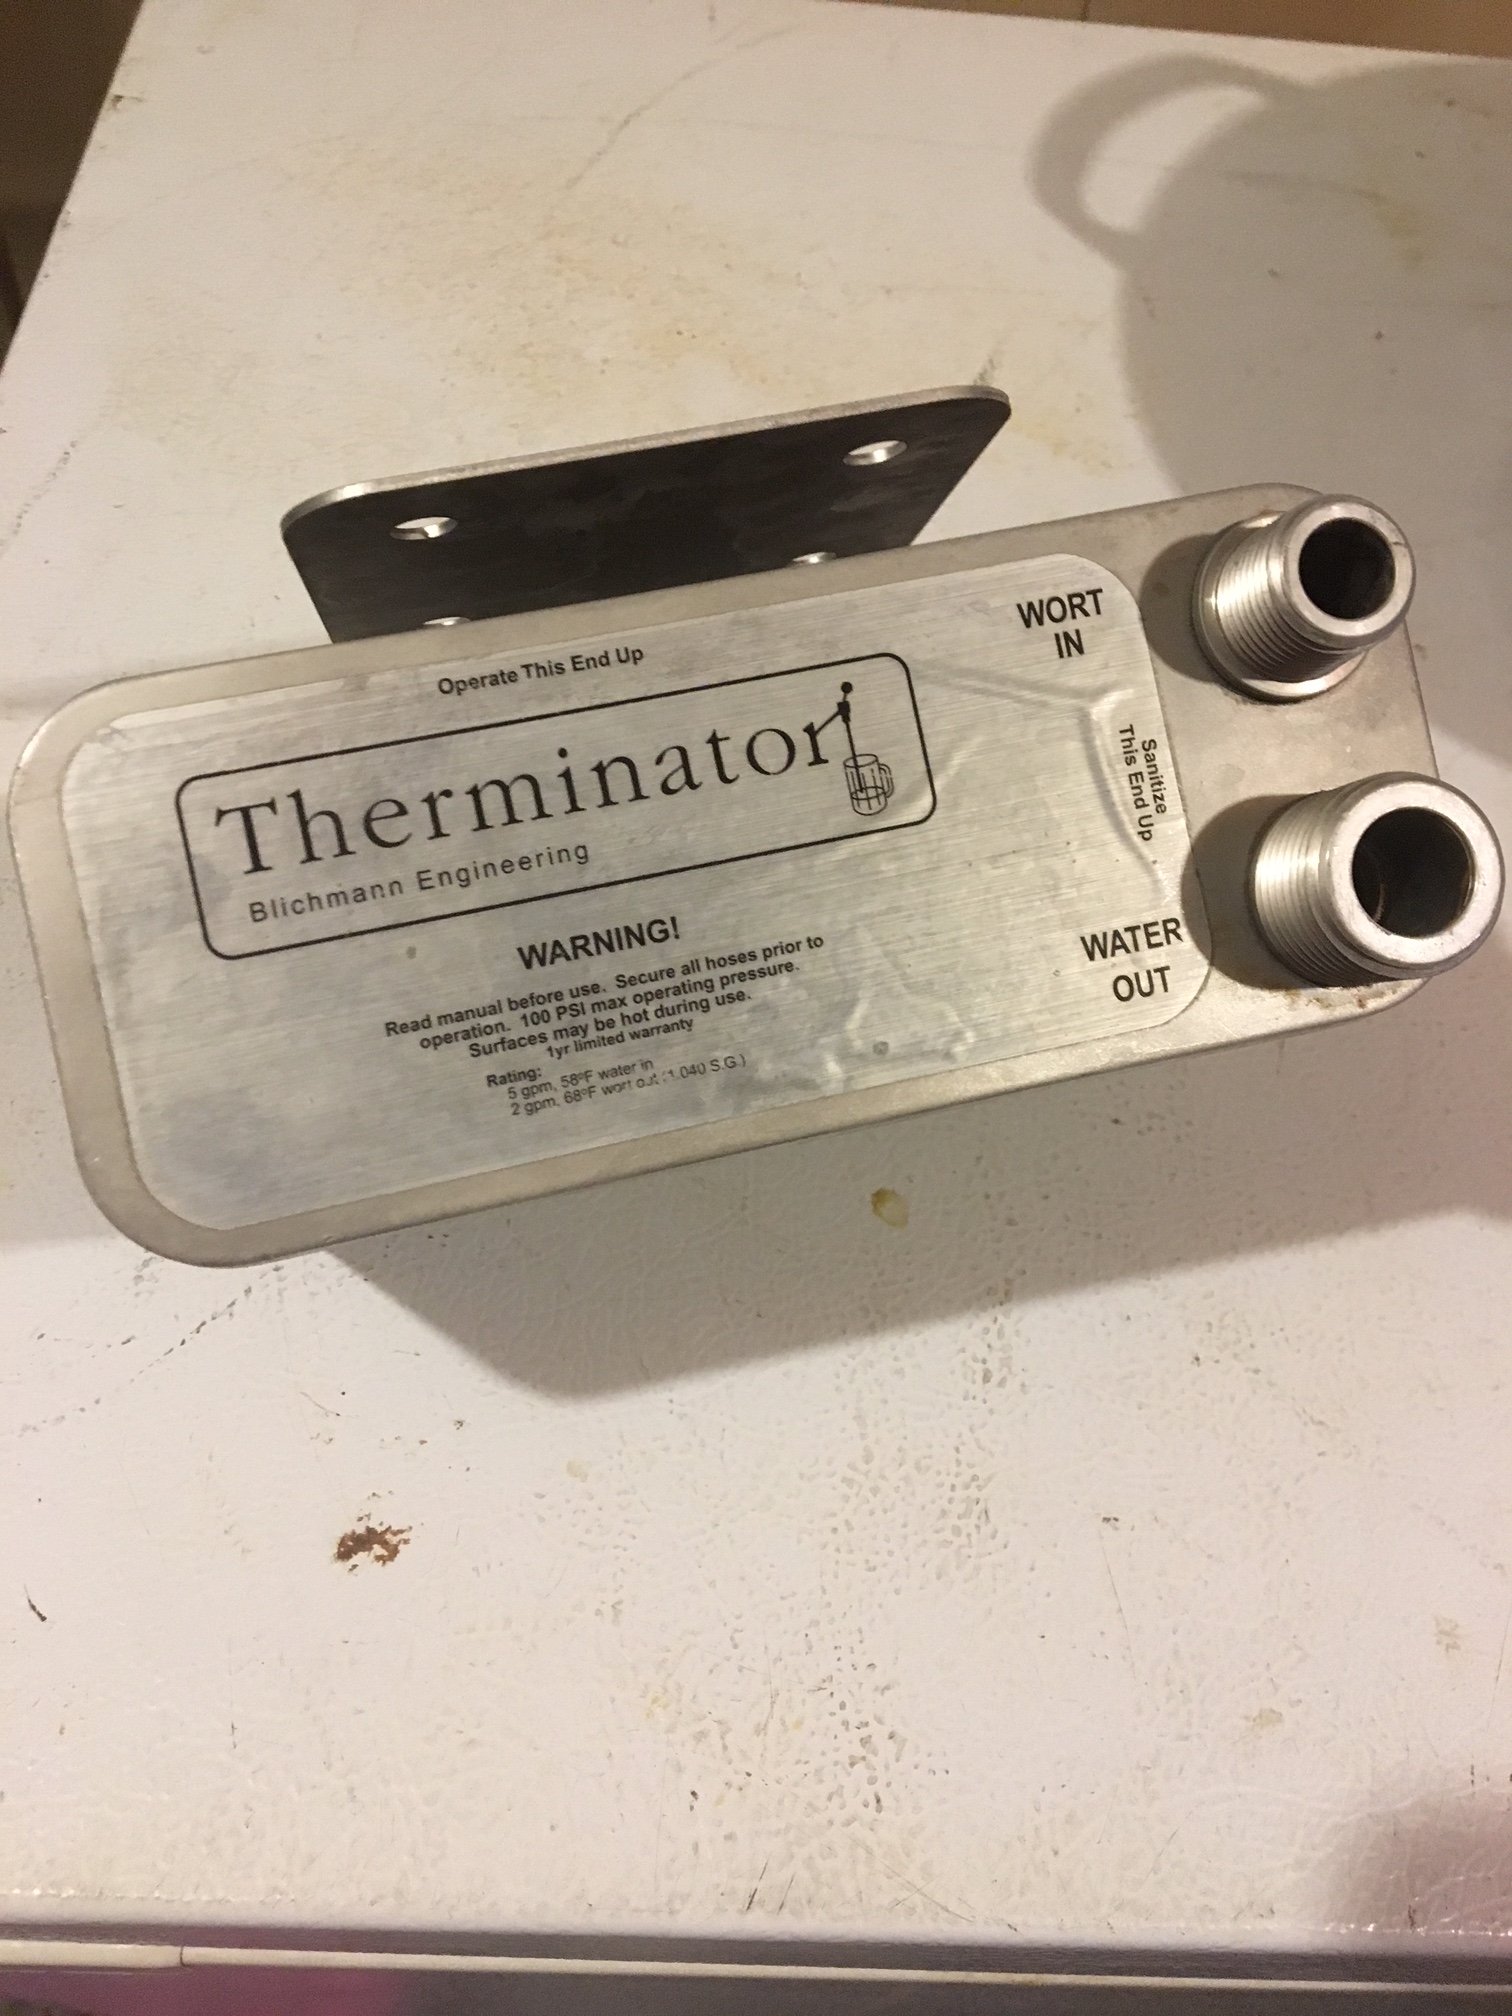 Operate This End Up
Therminator
Blichmann Engineering
WORT
IN
Sanitize
This End Up
WATER
OUT
WARNING!
Read manual before use. Secure all hoses prior to
operation. 100 PSI max operating pressure.
Surfaces may be hot during use.
1yr limited warranty
Rating:
5 gpm, 58°F water in
2 gpm, 68°F wort out (1.040 S.G.)